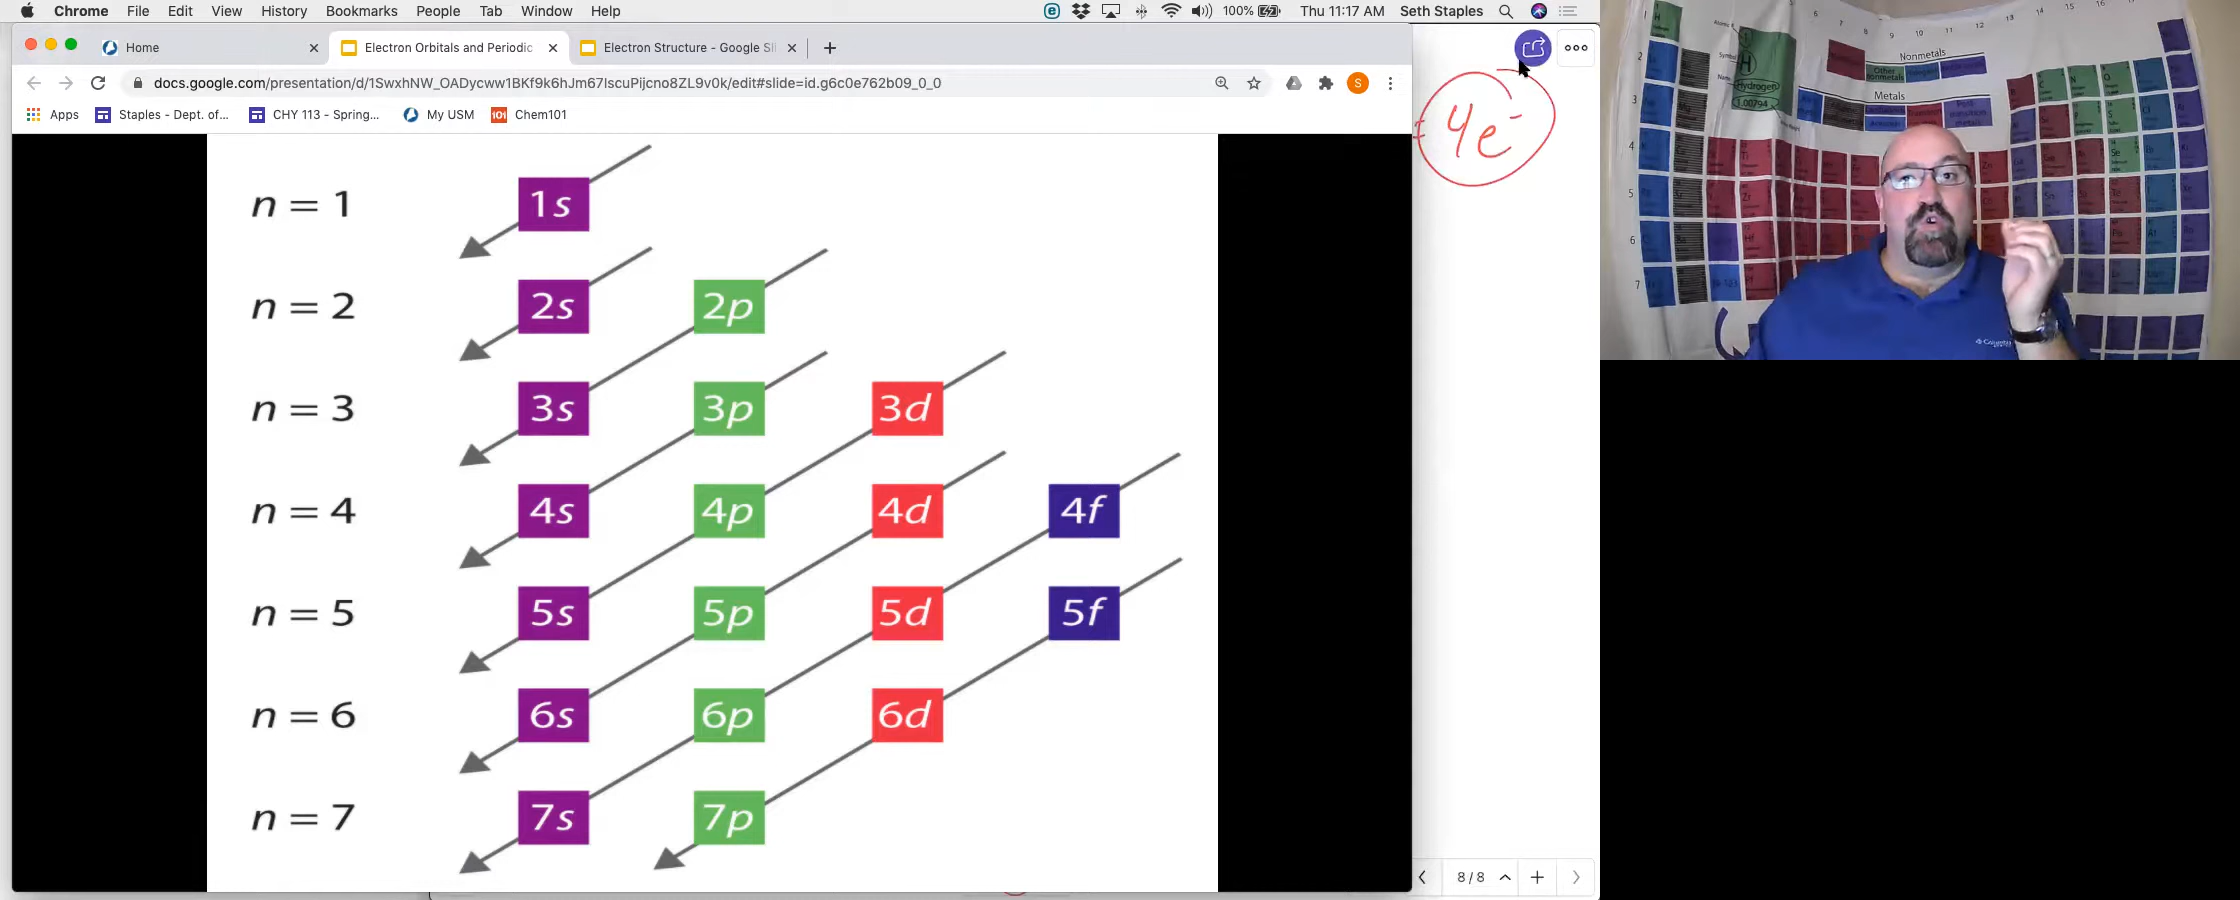 Chrome File Edit View History Bookmarks People Tab Window Help 100% Thu 11:17 AM Seth Staples
Home Electron Orbitals and Periodic Electron Structure - Google Sli
docs.google.com/presentation/d/1SwxhNW_OADycww1BKf9k6hJm67IscuPijcno8ZL9v0k/edit#slide=id.g6c0e762b09_0_0
Apps Staples - Dept. of... CHY 113 - Spring... My USM Chem101
4e-
n = 1 1s
n = 2 2s 2p
n = 3 3s 3p 3d
n = 4 4s 4p 4d 4f
n = 5 5s 5p 5d 5f
n = 6 6s 6p 6d
n = 7 7s 7p
8/8
Nonmetals
Metals
H
Hydrogen
1.00794